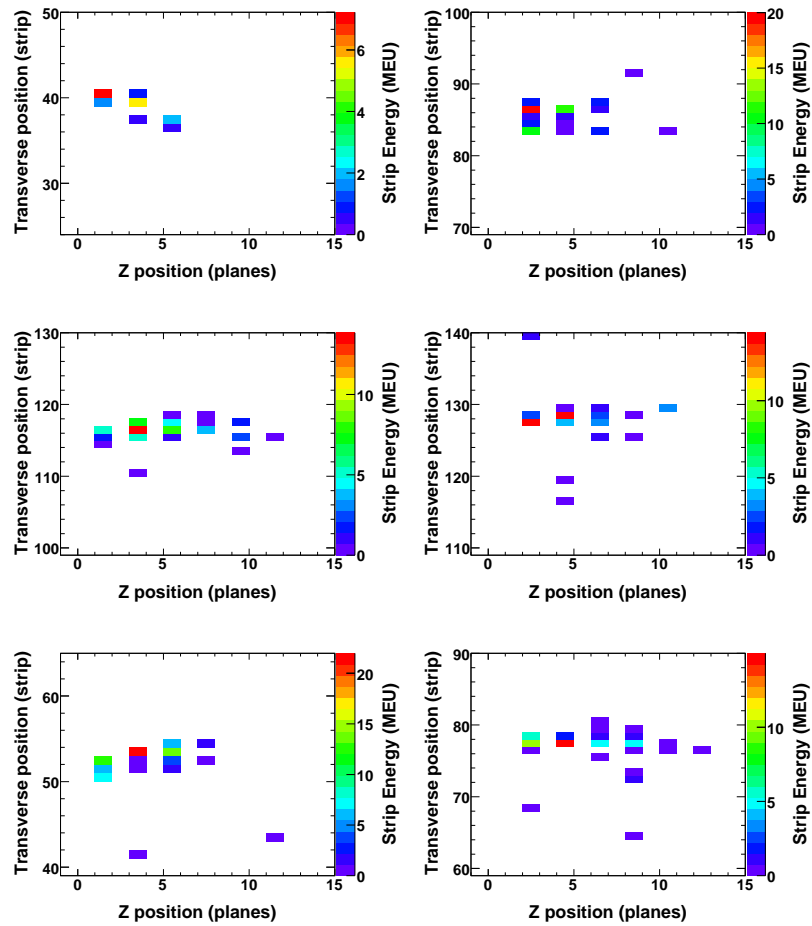 50
40
30
0 5 10 15
Z position (planes)
Transverse position (strip)
0
2
4
6
Strip Energy (MEU)
100
90
80
70
0 5 10 15
Z position (planes)
Transverse position (strip)
0
5
10
15
20
Strip Energy (MEU)
130
120
110
100
0 5 10 15
Z position (planes)
Transverse position (strip)
0
5
10
Strip Energy (MEU)
140
130
120
110
0 5 10 15
Z position (planes)
Transverse position (strip)
0
5
10
Strip Energy (MEU)
60
50
40
0 5 10 15
Z position (planes)
Transverse position (strip)
0
5
10
15
20
Strip Energy (MEU)
90
80
70
60
0 5 10 15
Z position (planes)
Transverse position (strip)
0
5
10
Strip Energy (MEU)